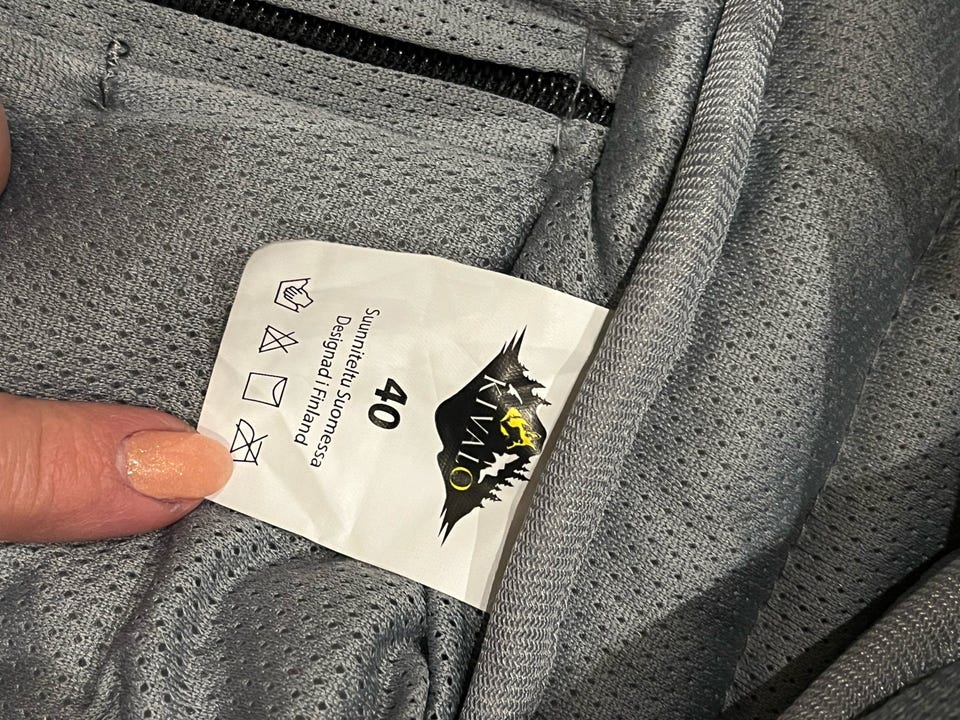 KIVALO
40
Suunniteltu Suomessa
Designad i Finland